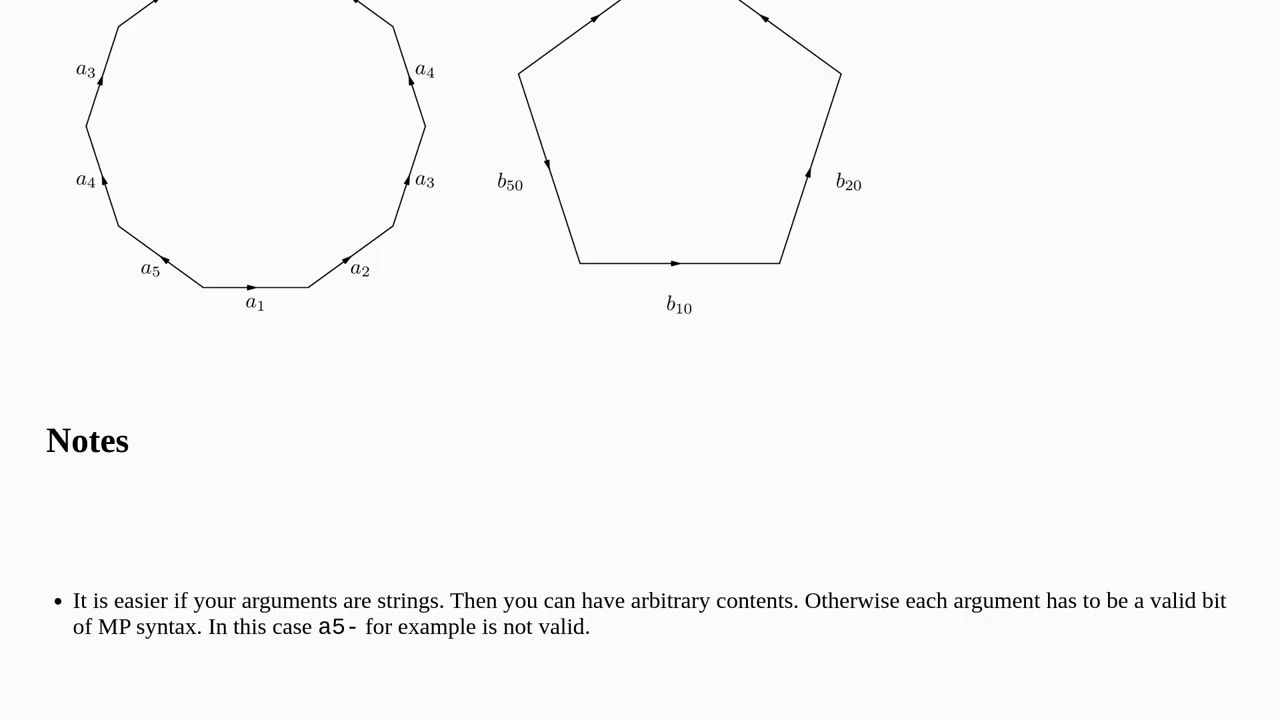 a₃ a₄
a₄ a₃ b₅₀ b₂₀
a₅ a₂
a₁ b₁₀
Notes
• It is easier if your arguments are strings. Then you can have arbitrary contents. Otherwise each argument has to be a valid bit
of MP syntax. In this case a5- for example is not valid.